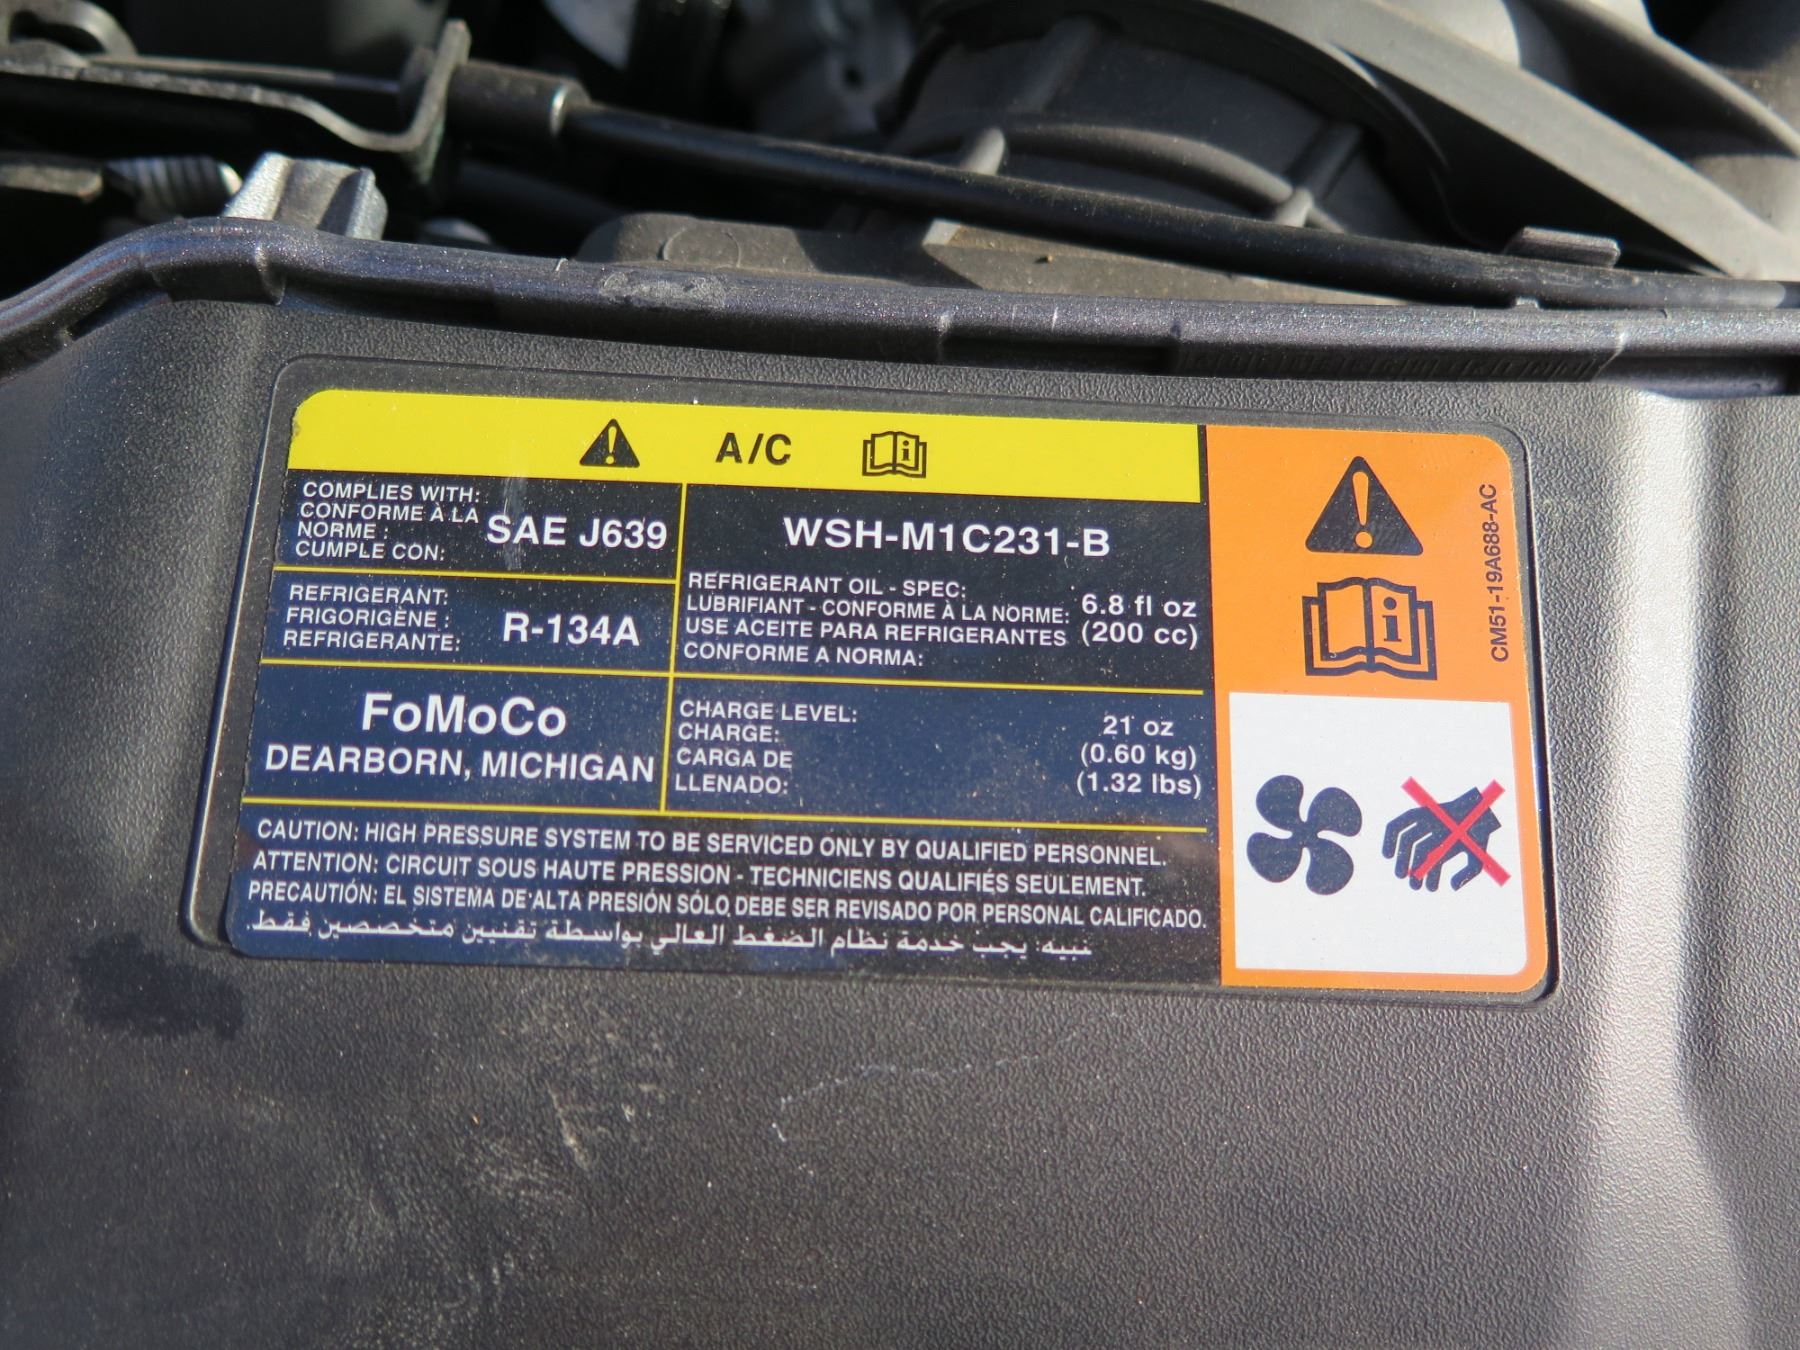 A/C
COMPLIES WITH:
CONFORME À LA
NORME :
CUMPLE CON:
SAE J639
REFRIGERANT:
FRIGORIGÈNE :
REFRIGERANTE:
R-134A
FoMoCo
DEARBORN, MICHIGAN
WSH-M1C231-B
REFRIGERANT OIL - SPEC:
LUBRIFIANT - CONFORME À LA NORME:
USE ACEITE PARA REFRIGERANTES
CONFORME A NORMA:
6.8 fl oz
(200 cc)
CHARGE LEVEL:
CHARGE:
CARGA DE
LLENADO:
21 oz
(0.60 kg)
(1.32 lbs)
CAUTION: HIGH PRESSURE SYSTEM TO BE SERVICED ONLY BY QUALIFIED PERSONNEL.
ATTENTION: CIRCUIT SOUS HAUTE PRESSION - TECHNICIENS QUALIFIÉS SEULEMENT.
PRECAUTIÓN: EL SISTEMA DE ALTA PRESIÓN SÓLO DEBE SER REVISADO POR PERSONAL CALIFICADO.
تنبيه: يجب خدمة نظام الضغط العالي بواسطة تقنيين متخصصين فقط.
CM51-19A688-AC